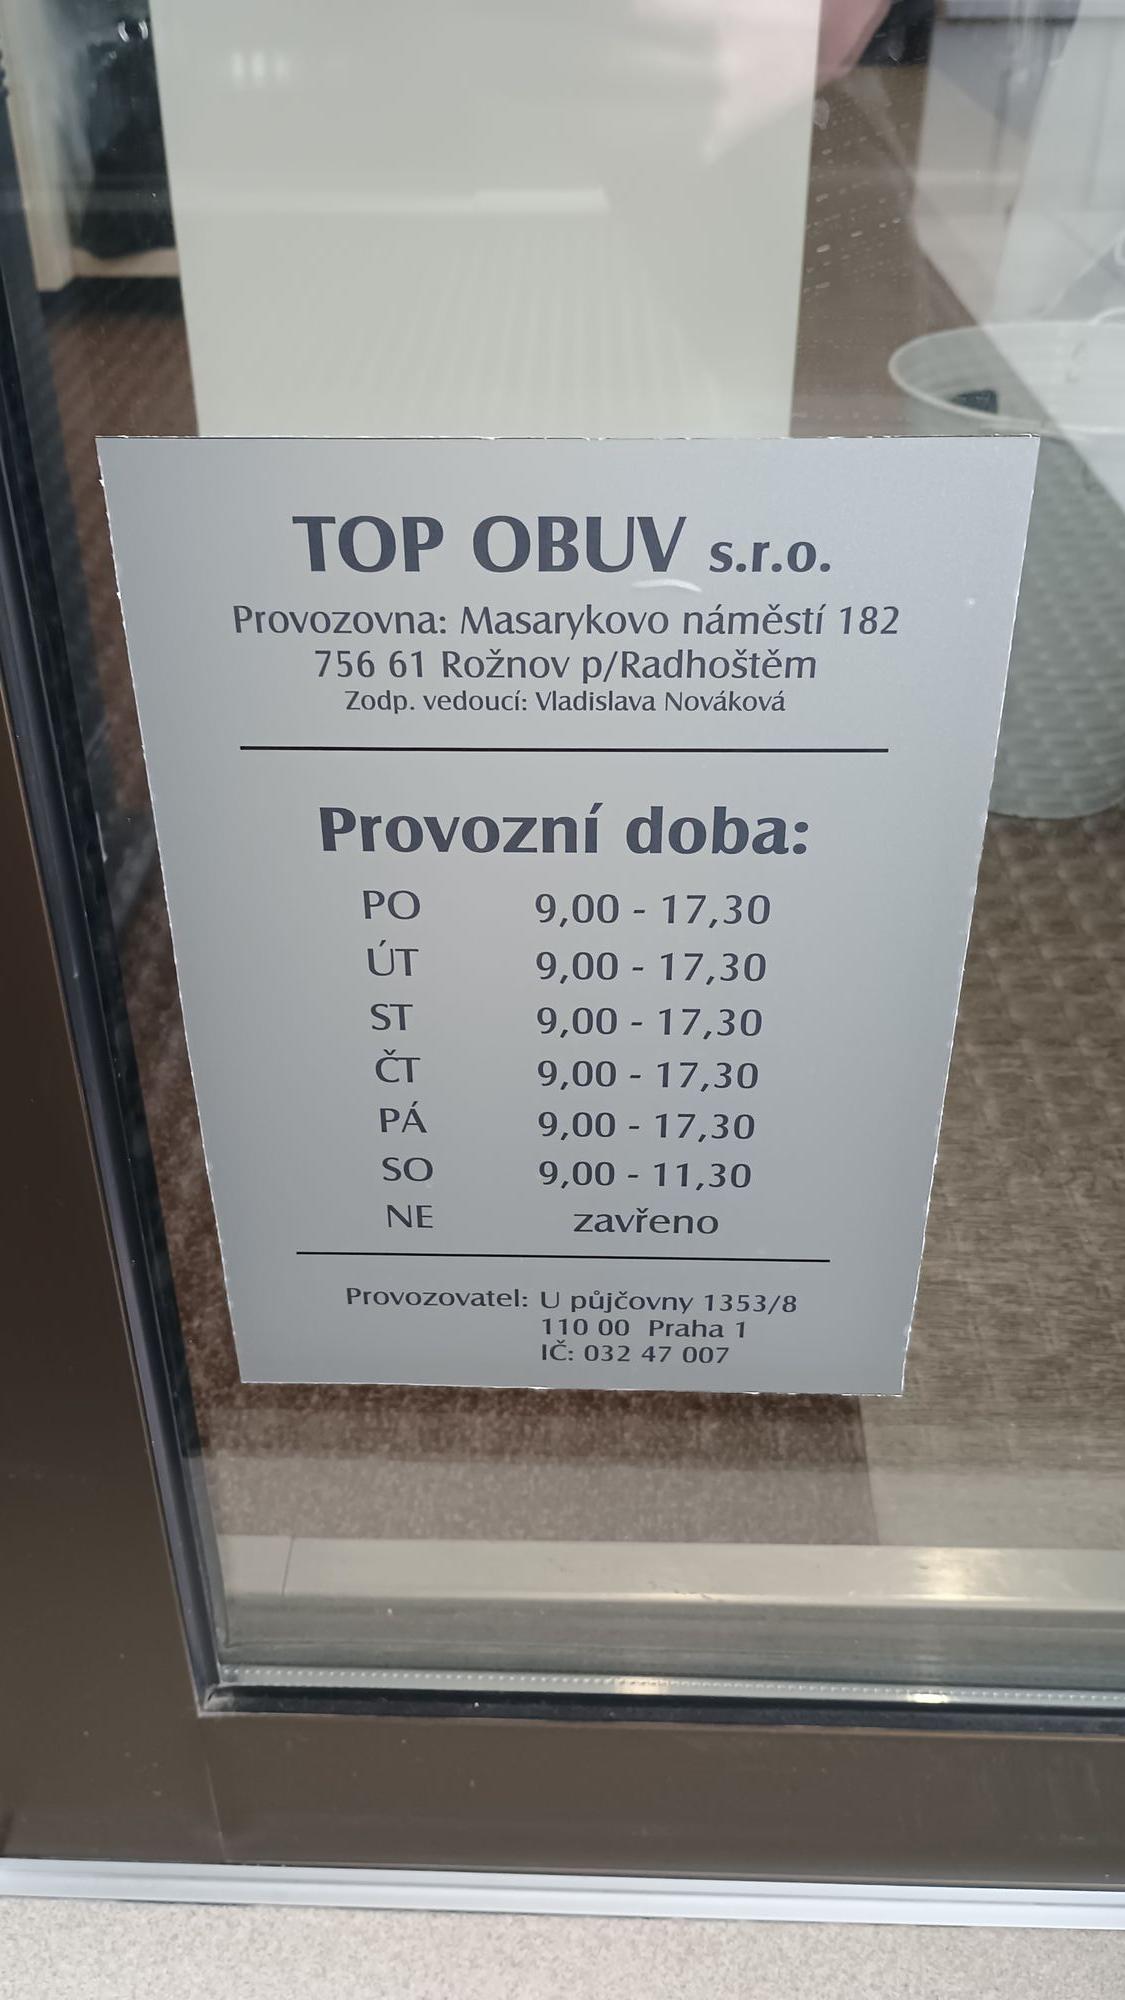 TOP OBUV s.r.o.
Provozovna: Masarykovo náměstí 182
756 61 Rožnov p/Radhoštěm
Zodp. vedoucí: Vladislava Nováková
Provozní doba:
PO 9,00 - 17,30
ÚT 9,00 - 17,30
ST 9,00 - 17,30
ČT 9,00 - 17,30
PÁ 9,00 - 17,30
SO 9,00 - 11,30
NE zavřeno
Provozovatel: U půjčovny 1353/8
110 00 Praha 1
IČ: 032 47 007